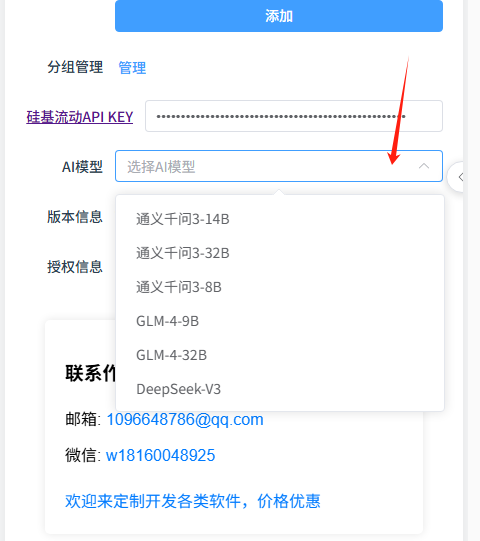 添加
分组管理 管理
硅基流动API KEY ••••••••••••••••••••••••••••••••••••••••••••••••••
AI模型 选择AI模型
版本信息
通义千问3-14B
通义千问3-32B
授权信息
通义千问3-8B
GLM-4-9B
GLM-4-32B
联系作
DeepSeek-V3
邮箱: 1096648786@qq.com
微信: w18160048925
欢迎来定制开发各类软件，价格优惠